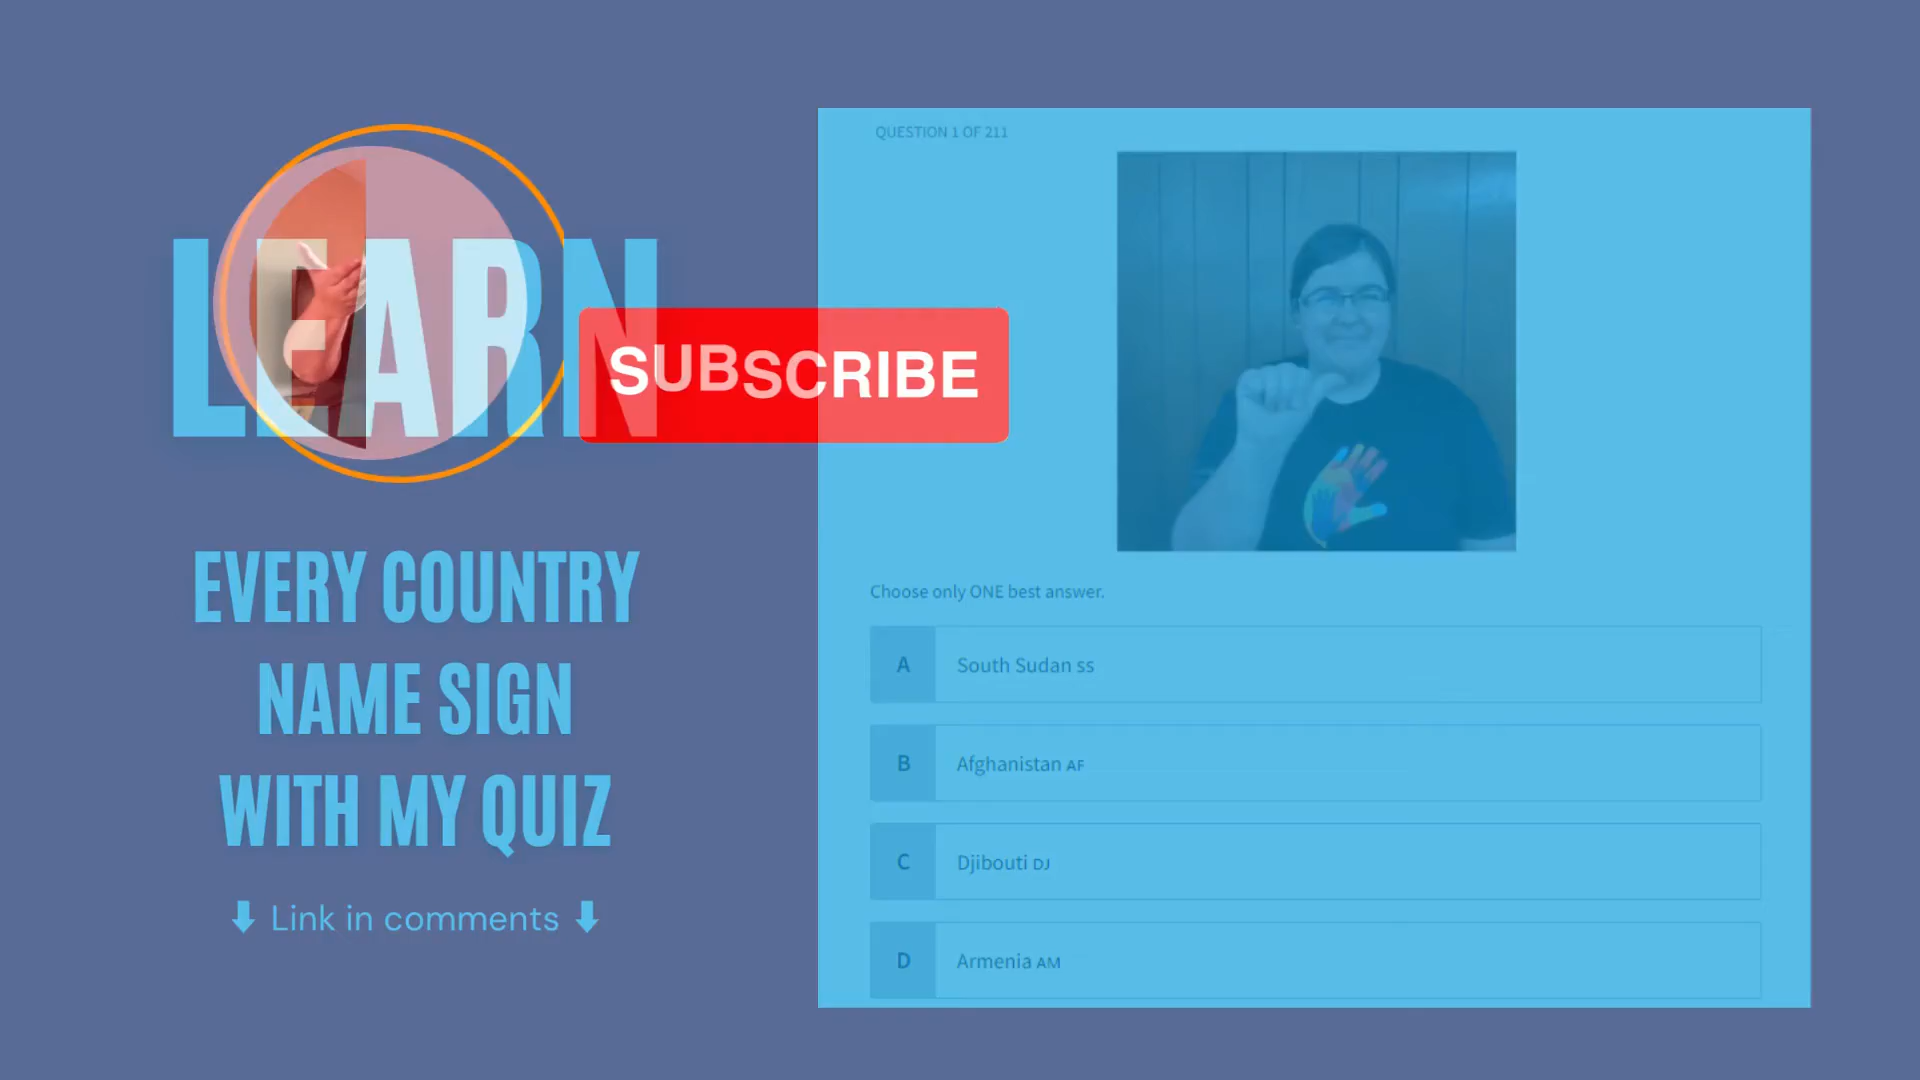 LEARN
SUBSCRIBE
EVERY COUNTRY
NAME SIGN
WITH MY QUIZ
Link in comments
QUESTION 1 OF 211
Choose only ONE best answer.
A South Sudan SS
B Afghanistan AF
C Djibouti DJ
D Armenia AM